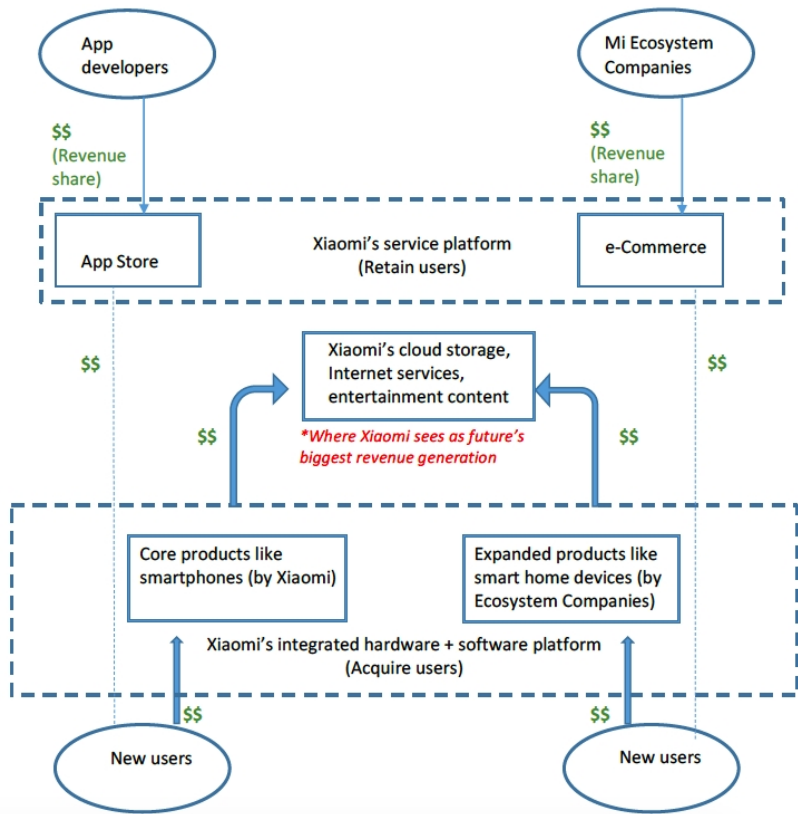 App
developers
Mi Ecosystem
Companies
$$
(Revenue
share)
$$
(Revenue
share)
App Store
Xiaomi's service platform
(Retain users)
e-Commerce
$$
Xiaomi's cloud storage,
Internet services,
entertainment content
$$
$$
*Where Xiaomi sees as future's
biggest revenue generation
$$
Core products like
smartphones (by Xiaomi)
Expanded products like
smart home devices (by
Ecosystem Companies)
Xiaomi's integrated hardware + software platform
(Acquire users)
$$
$$
New users
New users